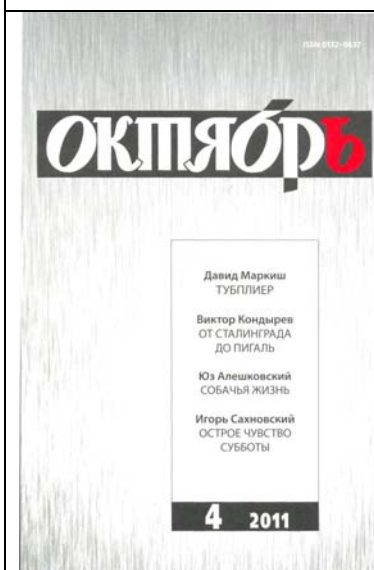 ISSN 0132-0637
октябрЬ
Давид Маркиш
ТУБПЛИЕР
Виктор Кондырев
ОТ СТАЛИНГРАДА
ДО ПИГАЛЬ
Юз Алешковский
СОБАЧЬЯ ЖИЗНЬ
Игорь Сахновский
ОСТРОЕ ЧУВСТВО
СУББОТЫ
4 2011